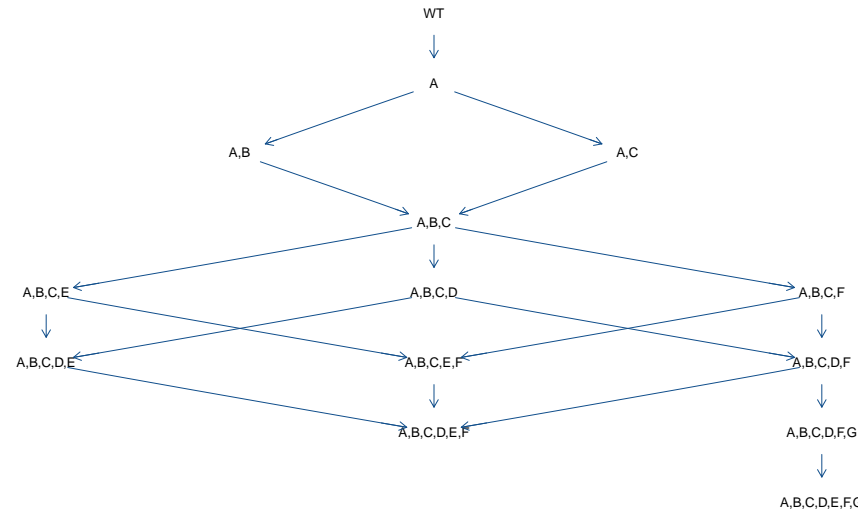 WT
A
A,B
A,C
A,B,C
A,B,C,E
A,B,C,D
A,B,C,F
A,B,C,D,E
A,B,C,E,F
A,B,C,D,F
A,B,C,D,E,F
A,B,C,D,F,G
A,B,C,D,E,F,